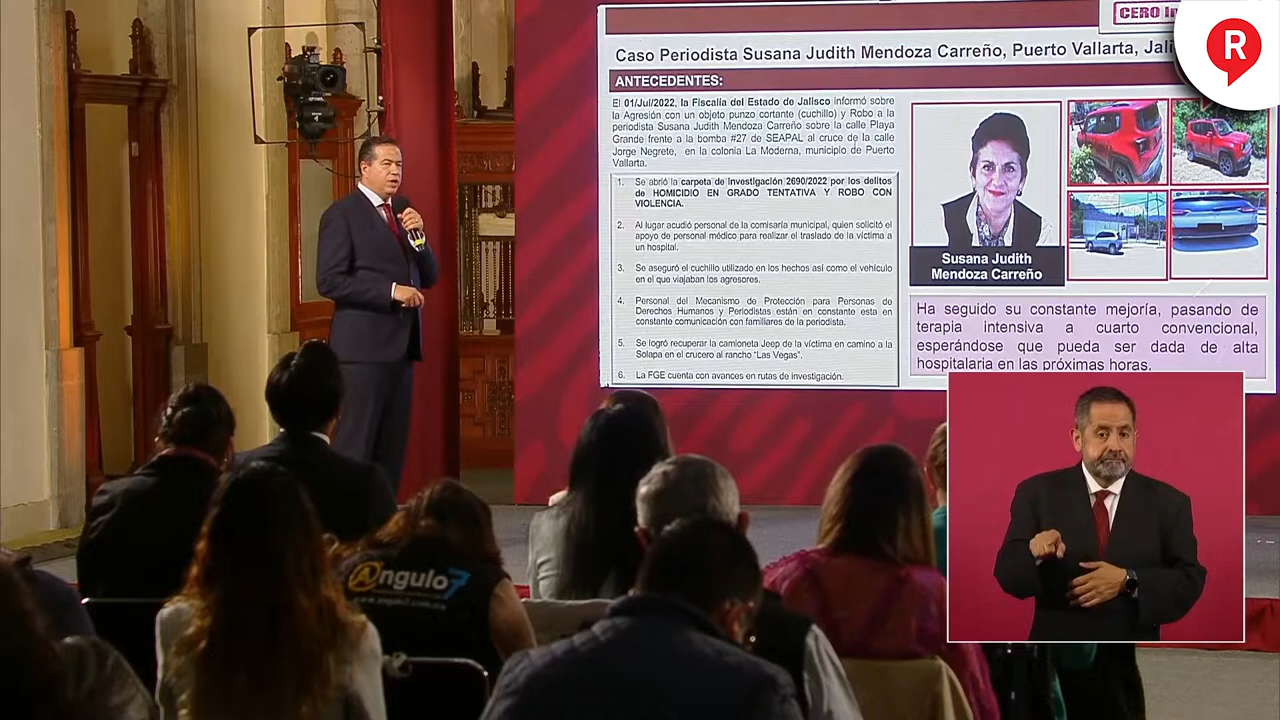 CERO
R
Caso Periodista Susana Judith Mendoza Carreño, Puerto Vallarta, Jali
ANTECEDENTES:
El 01/Jul/2022, la Fiscalía del Estado de Jalisco informó sobre
la Agresión con un objeto punzo cortante (cuchillo) y Robo a la
periodista Susana Judith Mendoza Carreño sobre la calle Playa
Grande frente a la bomba #27 de SEAPAL al cruce de la calle
Jorge Negrete, en la colonia La Moderna, municipio de Puerto
Vallarta.
1. Se abrió la carpeta de Investigación 2690/2022 por los delitos
de HOMICIDIO EN GRADO TENTATIVA Y ROBO CON
VIOLENCIA.
2. Al lugar acudió personal de la comisaría municipal, quien solicitó el
apoyo de personal médico para realizar el traslado de la víctima a
un hospital.
3. Se aseguró el cuchillo utilizado en los hechos así como el vehículo
en el que viajaban los agresores.
4. Personal del Mecanismo de Protección para Personas de
Derechos Humanos y Periodistas están en constante esta en
constante comunicación con familiares de la periodista.
5. Se logró recuperar la camioneta Jeep de la víctima en camino a la
Solapa en el crucero al rancho "Las Vegas".
6. La FGE cuenta con avances en rutas de investigación.
Susana Judith
Mendoza Carreño
Ha seguido su constante mejoría, pasando de
terapia intensiva a cuarto convencional,
esperándose que pueda ser dada de alta
hospitalaria en las próximas horas.
Angulo7